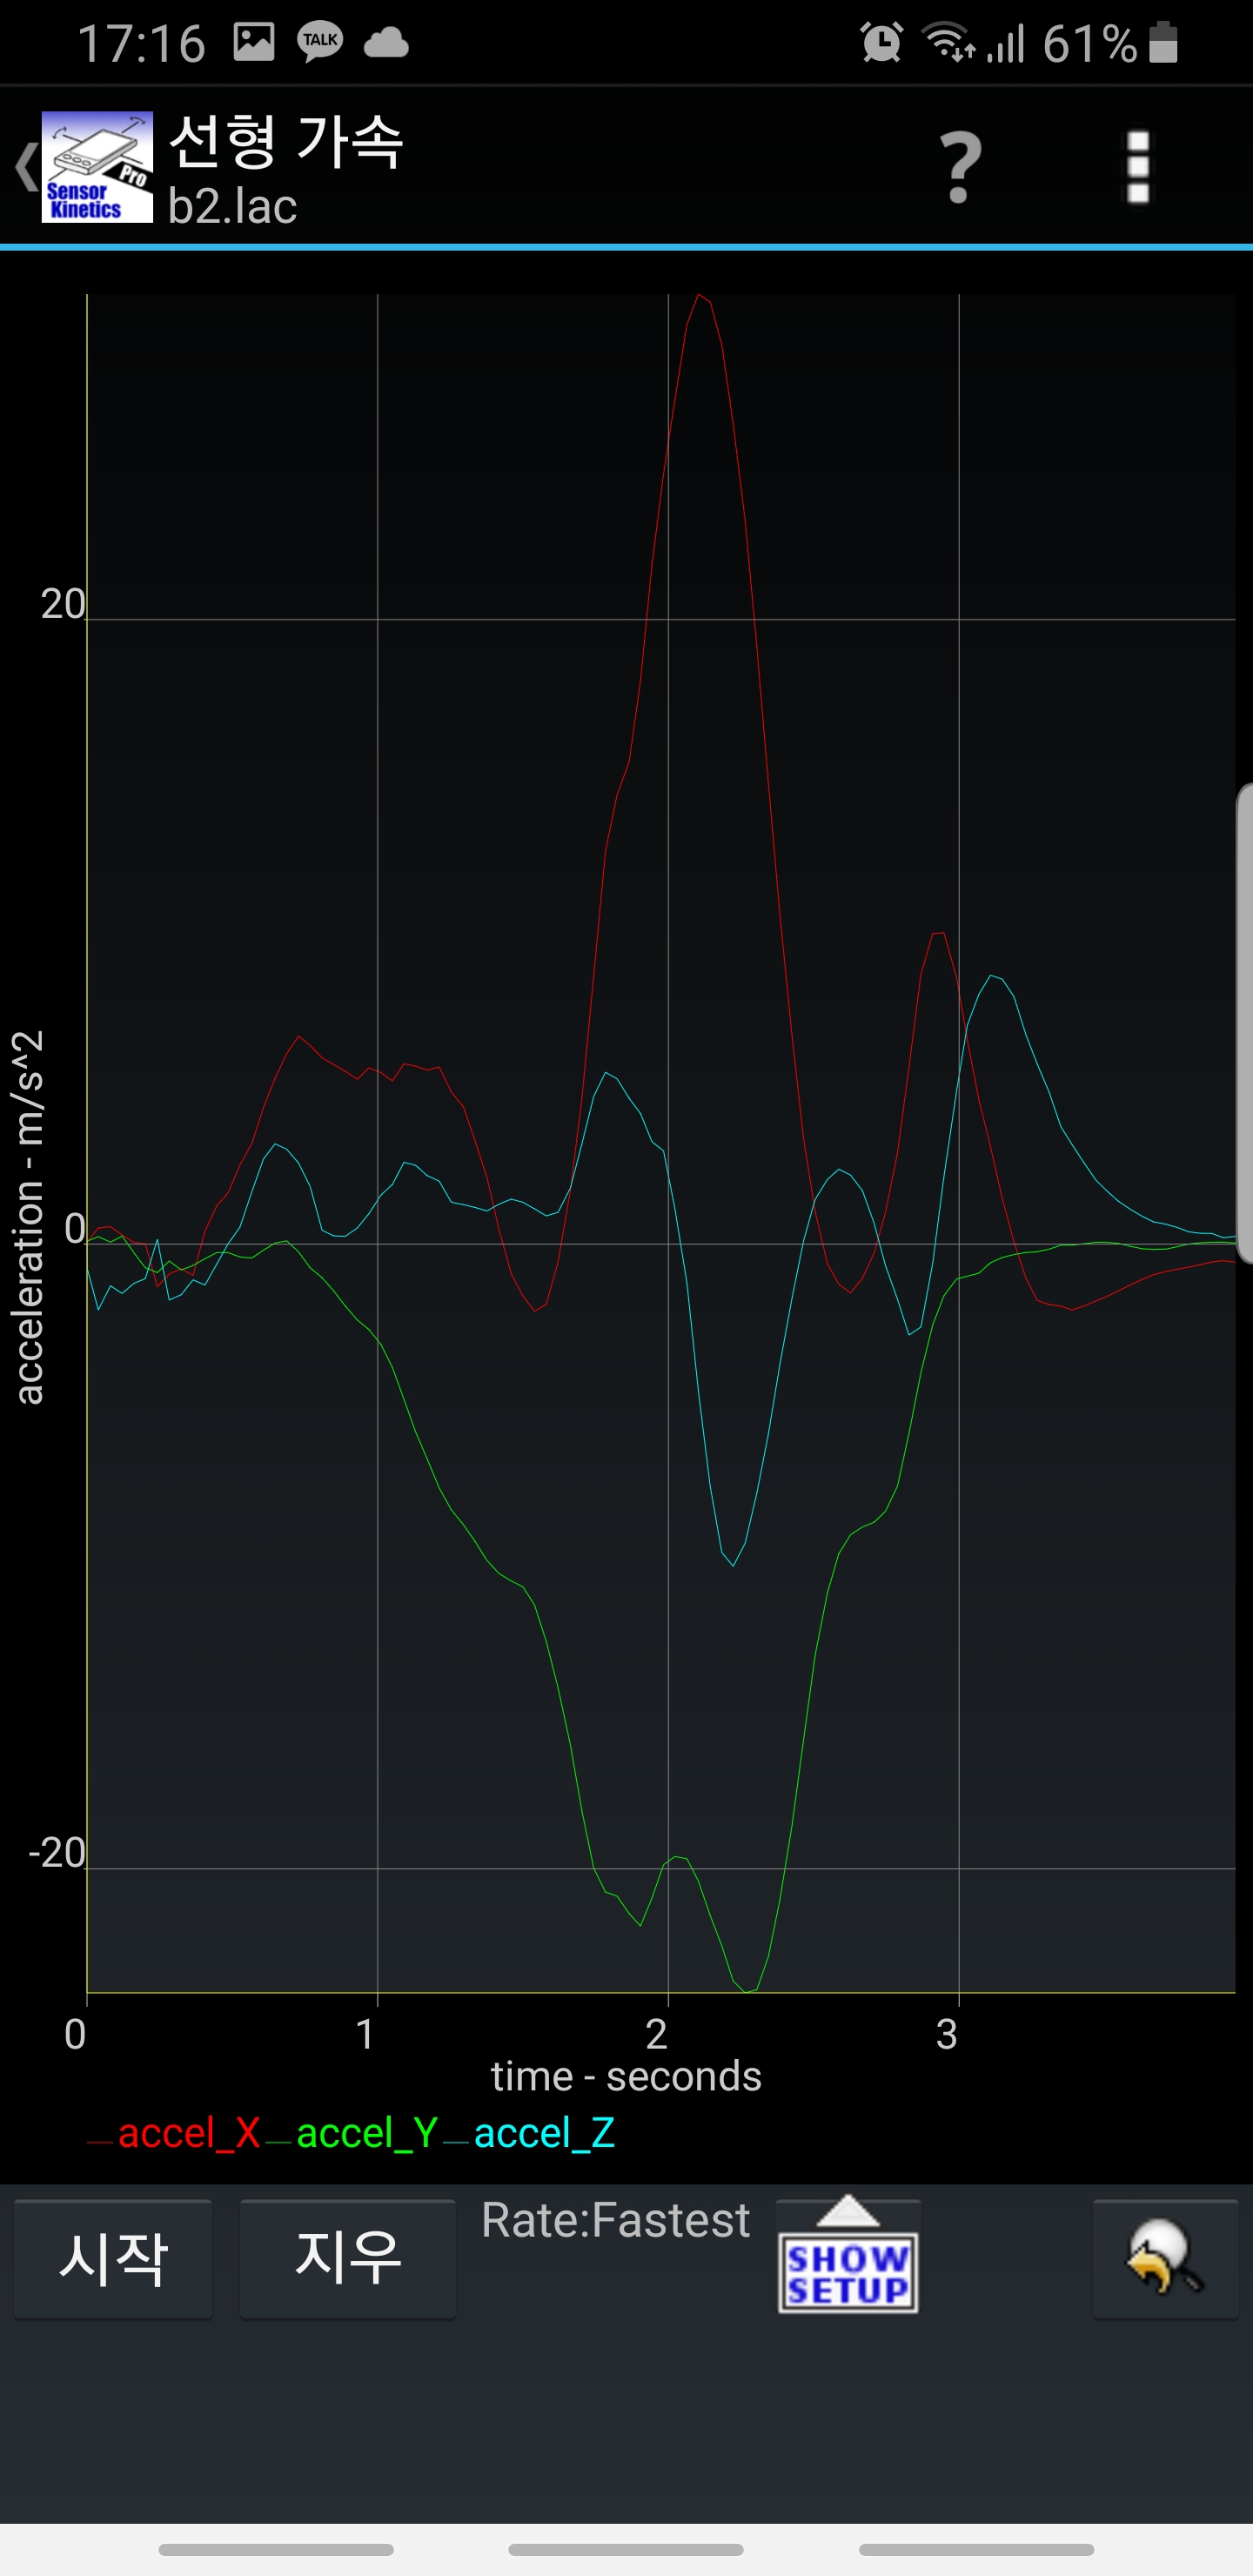 17:16 TALK 61%
선형 가속
b2.lac
Sensor
Kinetics
Pro
?
20
0
-20
acceleration - m/s^2
0 1 2 3
time - seconds
accel_X accel_Y accel_Z
시작 지우 Rate:Fastest
SHOW
SETUP